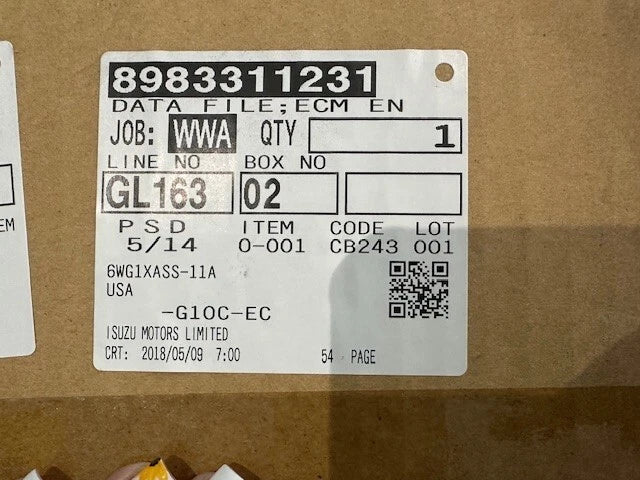 8983311231
DATA FILE;ECM EN
JOB: WWA QTY 1
LINE NO BOX NO
GL163 02
PSD ITEM CODE LOT
5/14 0-001 CB243 001
6WG1XASS-11A
USA
-G10C-EC
ISUZU MOTORS LIMITED
CRT: 2018/05/09 7:00 54 PAGE
EM